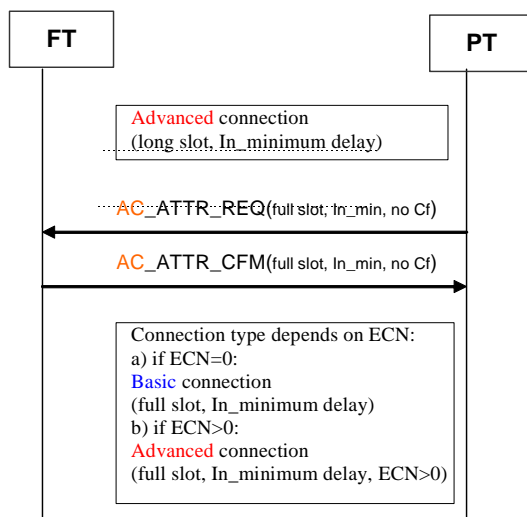 FT
PT
Advanced connection
(long slot, In_minimum delay)
AC_ATTR_REQ(full slot, In_min, no Cf)
AC_ATTR_CFM(full slot, In_min, no Cf)
Connection type depends on ECN:
a) if ECN=0:
Basic connection
(full slot, In_minimum delay)
b) if ECN>0:
Advanced connection
(full slot, In_minimum delay, ECN>0)